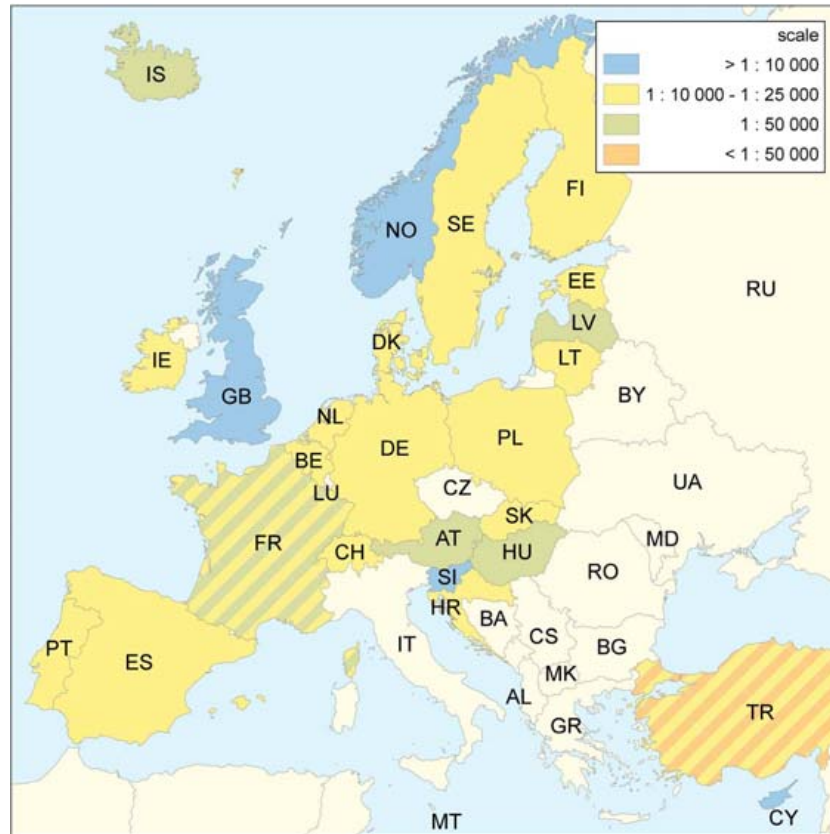 scale
> 1 : 10 000
1 : 10 000 - 1 : 25 000
1 : 50 000
< 1 : 50 000
IS
FI
SE
NO
EE
RU
LV
DK
IE
LT
BY
GB
NL
DE
PL
BE
CZ
UA
LU
SK
FR
AT
MD
CH
HU
SI
RO
HR
BA
IT
CS
BG
PT
ES
MK
AL
TR
GR
MT
CY